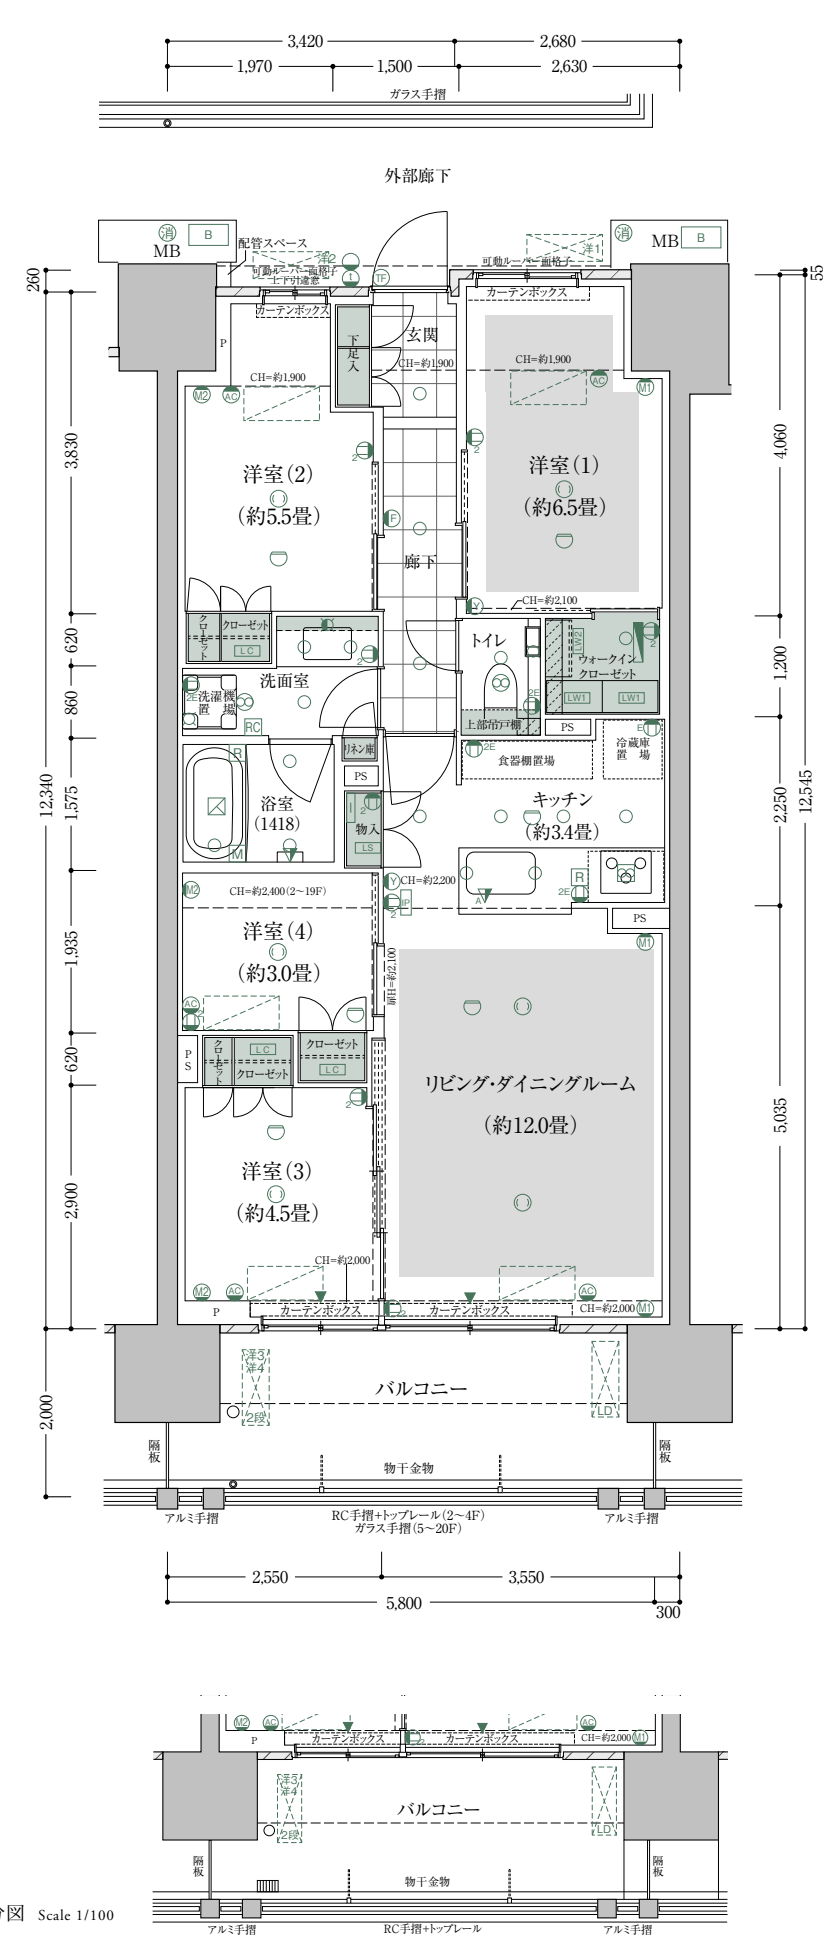 3,420
2,680
1,970
1,500
2,630
ガラス手摺
外部廊下
消
B
MB
配管スペース
洋2
可動ルーバー面格子
上下引違窓
t
TF
洋1
可動ルーバー面格子
消
MB
B
260
55
カーテンボックス
カーテンボックス
P
下足入
玄関
CH=約1,900
CH=約1,900
CH=約1,900
M2
AC
AC
M1
3,830
4,060
2
2
洋室(2)
(約5.5畳)
洋室(1)
(約6.5畳)
F
廊下
Y
CH=約2,100
クローゼット
クローゼット
LC
620
トイレ
LW2
2
ウォークイン
クローゼット
LW1
LW1
1,200
2
洗面室
860
2E
洗濯機
置場
RC
2E
上部吊戸棚
PS
E
冷蔵庫
置場
リネン庫
2E
食器棚置場
R
PS
12,340
1,575
浴室
(1418)
I
2
物入
LS
M
キッチン
(約3.4畳)
2,250
12,545
R
2E
A
M2
CH=約2,400(2〜19F)
Y
CH=約2,200
IP
2
PS
M1
1,935
洋室(4)
(約3.0畳)
扉H=約2,100
AC
2
620
PS
クローゼット
LC
クローゼット
クローゼット
LC
2
リビング・ダイニングルーム
(約12.0畳)
5,035
2,900
洋室(3)
(約4.5畳)
CH=約2,000
M2
AC
AC
P
カーテンボックス
2
カーテンボックス
CH=約2,000
M1
2,000
洋3
洋4
2段
バルコニー
LD
隔板
隔板
物干金物
アルミ手摺
RC手摺+トップレール(2〜4F)
ガラス手摺(5〜20F)
アルミ手摺
2,550
3,550
5,800
300
M2
AC
AC
P
カーテンボックス
2
カーテンボックス
CH=約2,000
M1
洋3
洋4
2段
バルコニー
LD
隔板
隔板
物干金物
図 Scale 1/100
アルミ手摺
RC手摺+トップレール
アルミ手摺